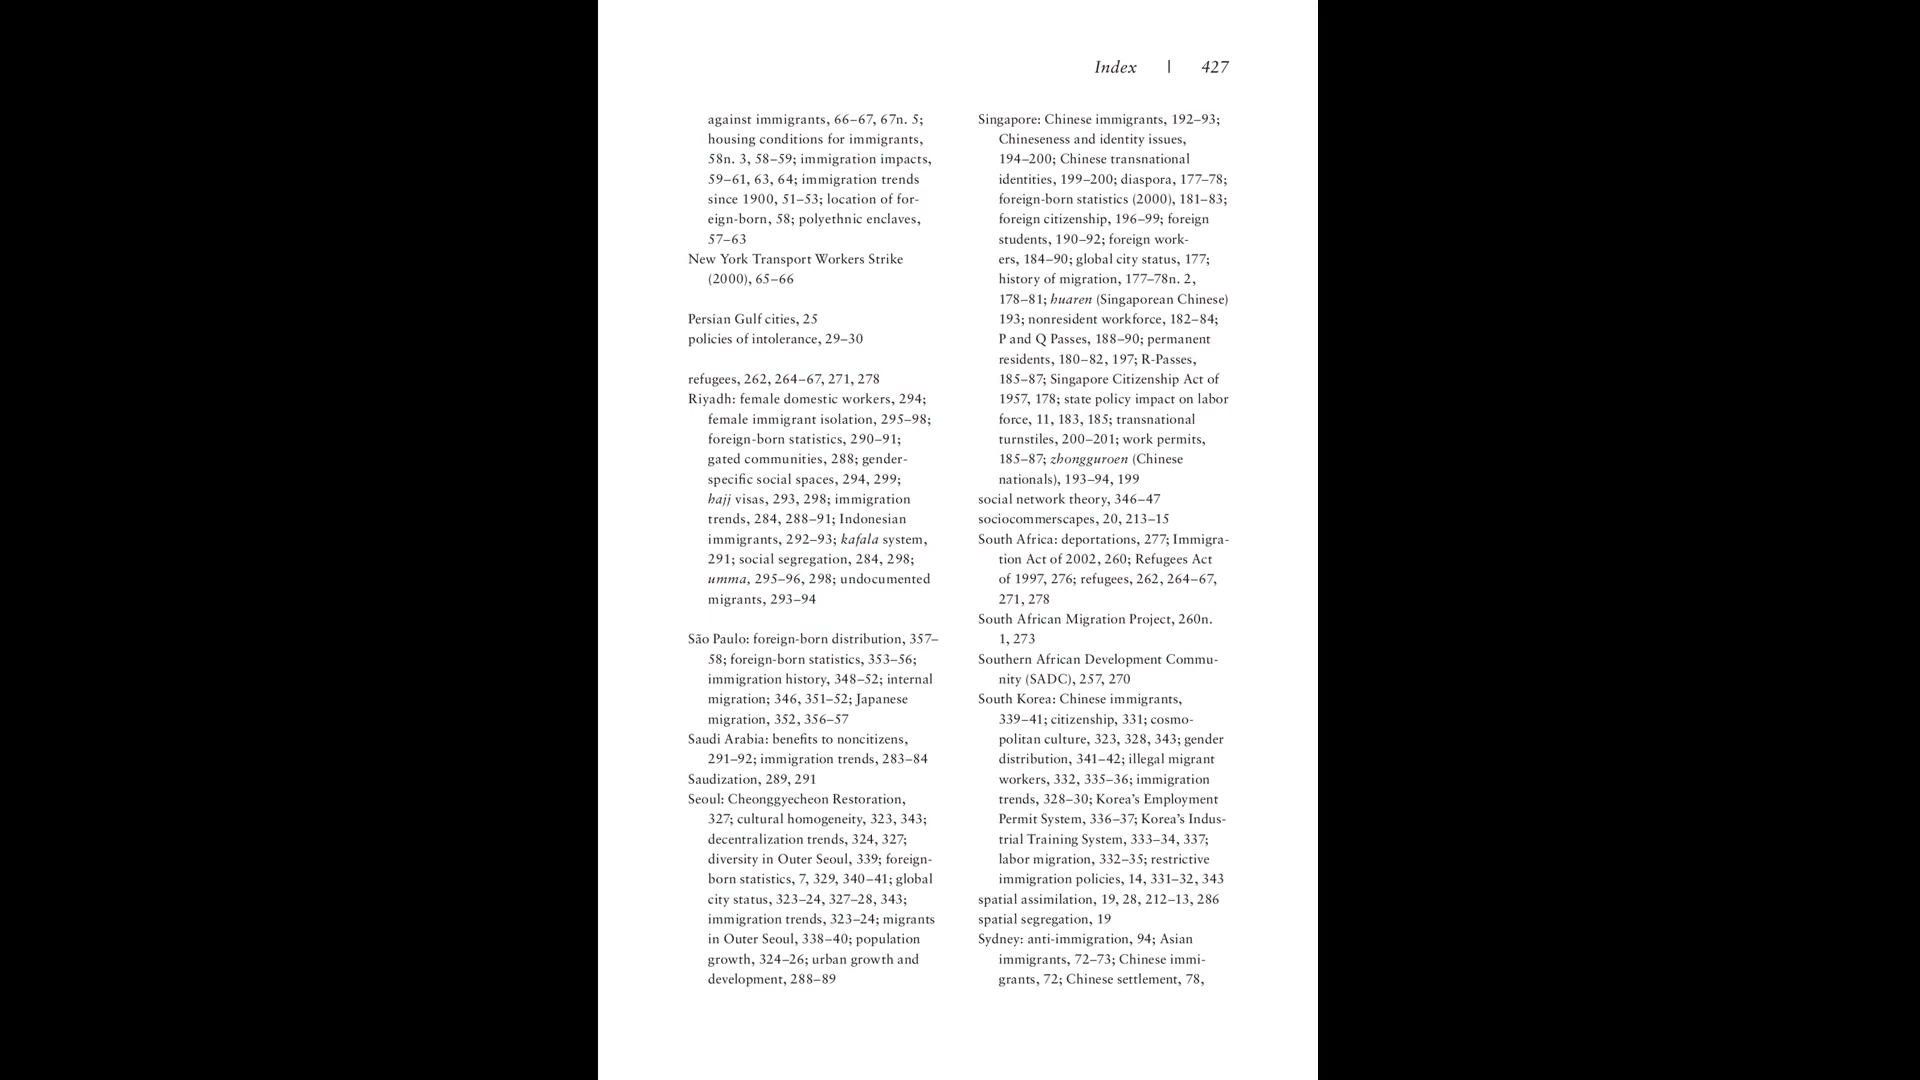 Index | 427
against immigrants, 66–67, 67n. 5;
housing conditions for immigrants,
58n. 3, 58–59; immigration impacts,
59–61, 63, 64; immigration trends
since 1900, 51–53; location of for-
eign-born, 58; polyethnic enclaves,
57–63
New York Transport Workers Strike
(2000), 65–66
Persian Gulf cities, 25
policies of intolerance, 29–30
refugees, 262, 264–67, 271, 278
Riyadh: female domestic workers, 294;
female immigrant isolation, 295–98;
foreign-born statistics, 290–91;
gated communities, 288; gender-
specific social spaces, 294, 299;
hajj visas, 293, 298; immigration
trends, 284, 288–91; Indonesian
immigrants, 292–93; kafala system,
291; social segregation, 284, 298;
umma, 295–96, 298; undocumented
migrants, 293–94
São Paulo: foreign-born distribution, 357–
58; foreign-born statistics, 353–56;
immigration history, 348–52; internal
migration; 346, 351–52; Japanese
migration, 352, 356–57
Saudi Arabia: benefits to noncitizens,
291–92; immigration trends, 283–84
Saudization, 289, 291
Seoul: Cheonggyecheon Restoration,
327; cultural homogeneity, 323, 343;
decentralization trends, 324, 327;
diversity in Outer Seoul, 339; foreign-
born statistics, 7, 329, 340–41; global
city status, 323–24, 327–28, 343;
immigration trends, 323–24; migrants
in Outer Seoul, 338–40; population
growth, 324–26; urban growth and
development, 288–89
Singapore: Chinese immigrants, 192–93;
Chineseness and identity issues,
194–200; Chinese transnational
identities, 199–200; diaspora, 177–78;
foreign-born statistics (2000), 181–83;
foreign citizenship, 196–99; foreign
students, 190–92; foreign work-
ers, 184–90; global city status, 177;
history of migration, 177–78n. 2,
178–81; huaren (Singaporean Chinese)
193; nonresident workforce, 182–84;
P and Q Passes, 188–90; permanent
residents, 180–82, 197; R-Passes,
185–87; Singapore Citizenship Act of
1957, 178; state policy impact on labor
force, 11, 183, 185; transnational
turnstiles, 200–201; work permits,
185–87; zhongguroen (Chinese
nationals), 193–94, 199
social network theory, 346–47
sociocommerscapes, 20, 213–15
South Africa: deportations, 277; Immigra-
tion Act of 2002, 260; Refugees Act
of 1997, 276; refugees, 262, 264–67,
271, 278
South African Migration Project, 260n.
1, 273
Southern African Development Commu-
nity (SADC), 257, 270
South Korea: Chinese immigrants,
339–41; citizenship, 331; cosmo-
politan culture, 323, 328, 343; gender
distribution, 341–42; illegal migrant
workers, 332, 335–36; immigration
trends, 328–30; Korea’s Employment
Permit System, 336–37; Korea’s Indus-
trial Training System, 333–34, 337;
labor migration, 332–35; restrictive
immigration policies, 14, 331–32, 343
spatial assimilation, 19, 28, 212–13, 286
spatial segregation, 19
Sydney: anti-immigration, 94; Asian
immigrants, 72–73; Chinese immi-
grants, 72; Chinese settlement, 78,